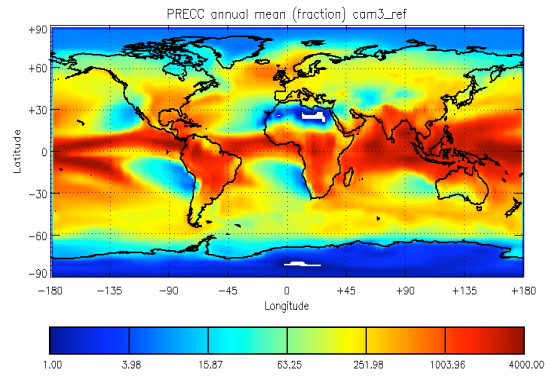 PRECC annual mean (fraction) cam3_ref
+90
+60
+30
0
−30
−60
−90
Latitude
−180 −135 −90 −45 0 +45 +90 +135 +180
Longitude
1.00 3.98 15.87 63.25 251.98 1003.96 4000.00